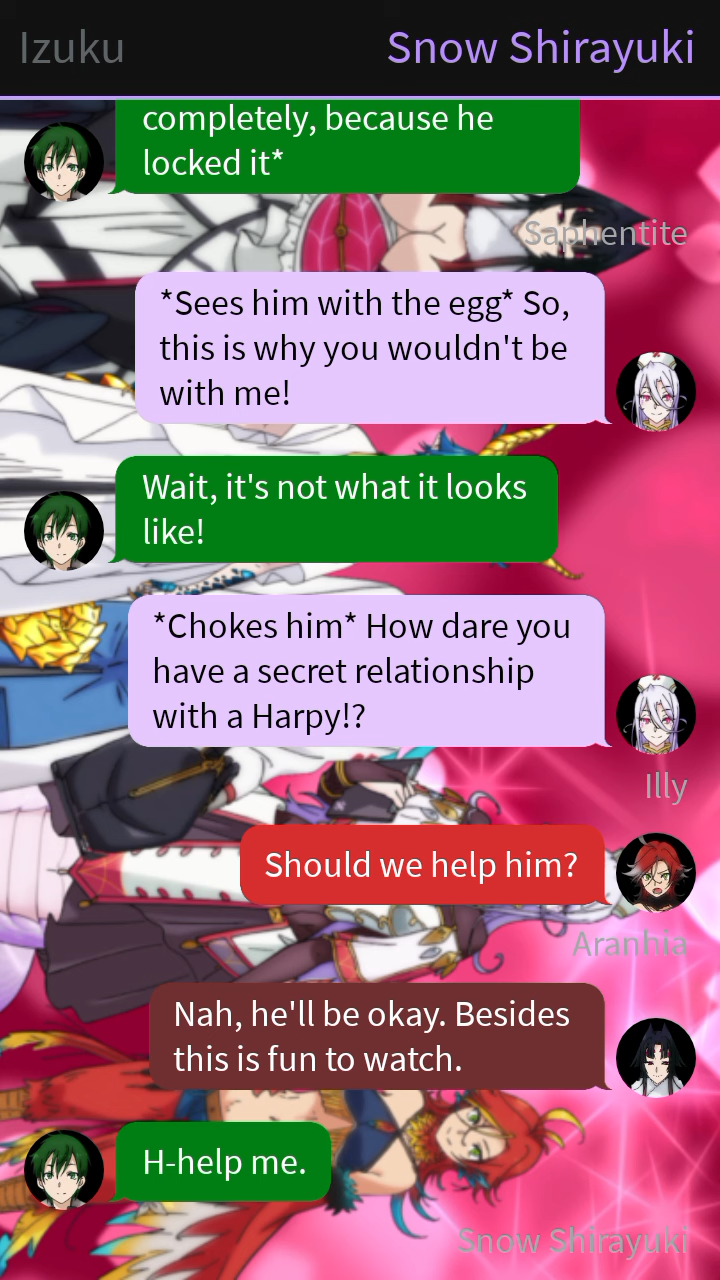 Izuku
Snow Shirayuki
completely, because he
locked it*
Saphentite
*Sees him with the egg* So,
this is why you wouldn't be
with me!
Wait, it's not what it looks
like!
*Chokes him* How dare you
have a secret relationship
with a Harpy!?
Illy
Should we help him?
Aranhia
Nah, he'll be okay. Besides
this is fun to watch.
H-help me.
Snow Shirayuki